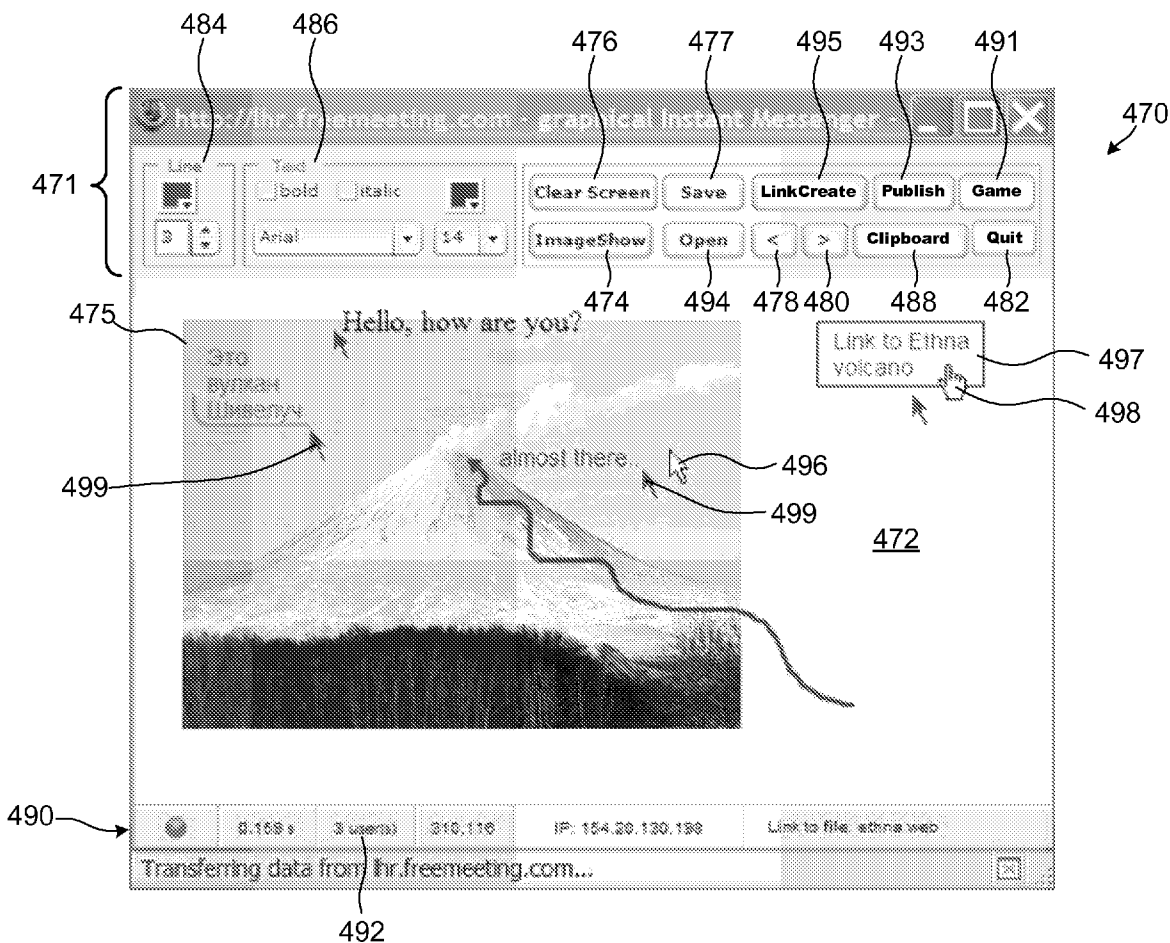 484 486 476 477 495 493 491
470
471
http://lhr.freemeeting.com - graphical Instant Messenger -
Line Text
bold italic
Clear Screen Save LinkCreate Publish Game
3 Arial 14
ImageShow Open < > Clipboard Quit
474 494 478 480 488 482
475
Hello, how are you?
Это
вулкан
Шивелуч
Link to Ethna
volcano
497
498
almost there..
496
499
499
472
490
0.159 s 3 user(s) 310,116 IP: 154.20.130.198 Link to file: ethna web
Transferring data from lhr.freemeeting.com...
492